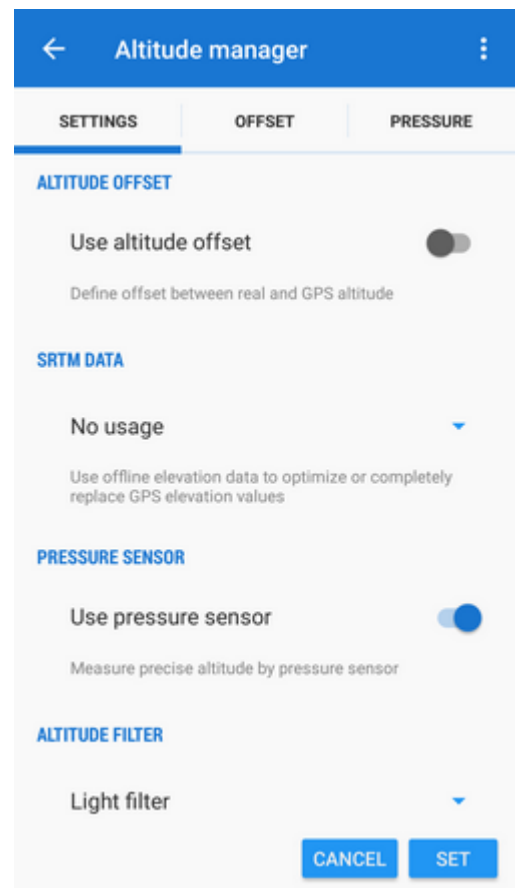 Altitude manager
SETTINGS OFFSET PRESSURE
ALTITUDE OFFSET
Use altitude offset
Define offset between real and GPS altitude
SRTM DATA
No usage
Use offline elevation data to optimize or completely
replace GPS elevation values
PRESSURE SENSOR
Use pressure sensor
Measure precise altitude by pressure sensor
ALTITUDE FILTER
Light filter
CANCEL SET